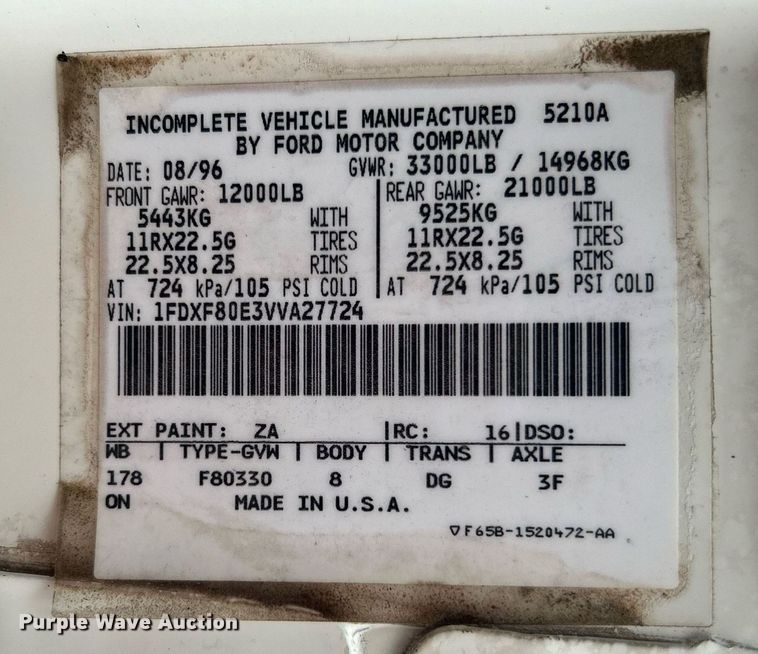 INCOMPLETE VEHICLE MANUFACTURED 5210A
BY FORD MOTOR COMPANY
DATE: 08/96 GVWR: 33000LB / 14968KG
FRONT GAWR: 12000LB REAR GAWR: 21000LB
5443KG WITH 9525KG WITH
11RX22.5G TIRES 11RX22.5G TIRES
22.5X8.25 RIMS 22.5X8.25 RIMS
AT 724 kPa/105 PSI COLD AT 724 kPa/105 PSI COLD
VIN: 1FDXF80E3VVA27724
EXT PAINT: ZA |RC: 16|DSO:
WB | TYPE-GVW | BODY | TRANS | AXLE
178 F80330 8 DG 3F
ON MADE IN U.S.A.
▽F65B-1520472-AA
Purple Wave Auction